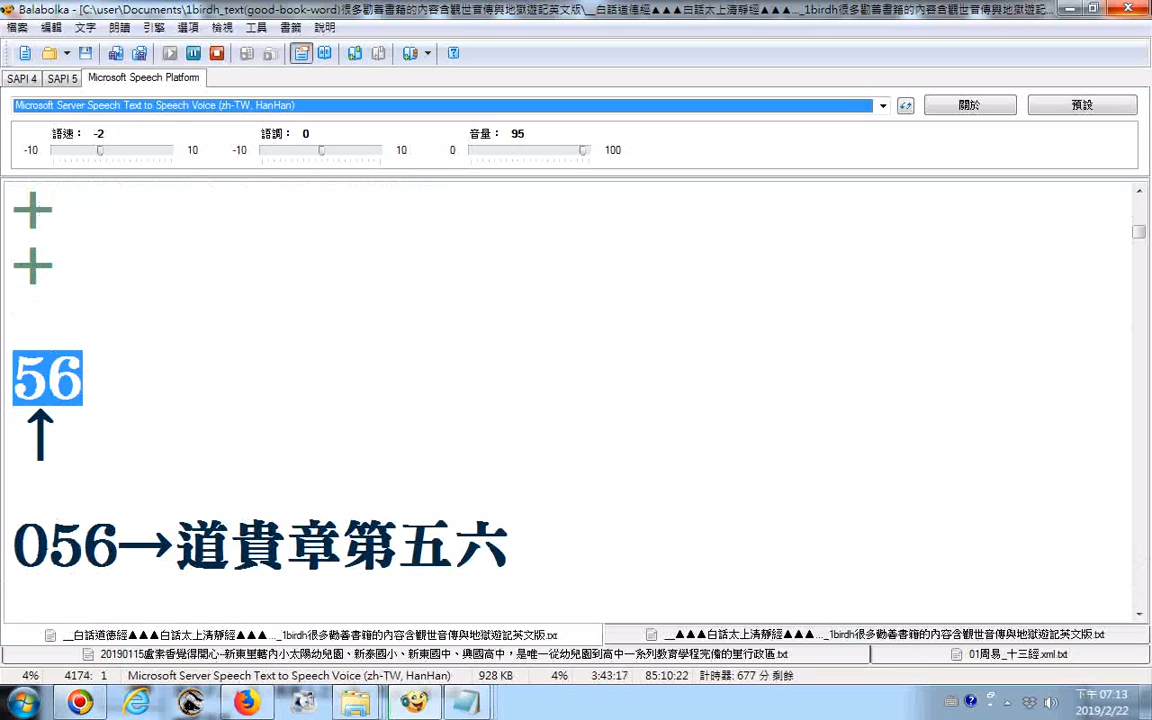 Balabolka - [C:\user\Documents\1birdh_text(good-book-word)很多勸善書籍的內容含觀世音傳與地獄遊記英文版\__白話道德經▲▲▲白話太上清靜經▲▲▲..._1birdh很多勸善書籍的內容含觀世音傳與地獄遊記...
檔案 編輯 文字 朗讀 引擎 選項 檢視 工具 書籤 說明
SAPI 4 SAPI 5 Microsoft Speech Platform
Microsoft Server Speech Text to Speech Voice (zh-TW, HanHan) 關於 預設
語速： -2 語調： 0 音量： 95
-10 10 -10 10 0 100
＋
＋
56
↑
056→道貴章第五六
__白話道德經▲▲▲白話太上清靜經▲▲▲..._1birdh很多勸善書籍的內容含觀世音傳與地獄遊記英文版.txt __▲▲▲白話太上清靜經▲▲▲..._1birdh很多勸善書籍的內容含觀世音傳與地獄遊記英文版.txt
20190115盧素香覺得開心--新東里轄內小太陽幼兒園、新泰國小、新東國中、興國高中，是唯一從幼兒園到高中一系列教育學程完備的里行政區.txt 01周易_十三經.xml.txt
4% 4174: 1 Microsoft Server Speech Text to Speech Voice (zh-TW, HanHan) 928 KB 4% 3:43:17 85:10:22 計時器: 677 分 剩餘
下午 07:13
2019/2/22